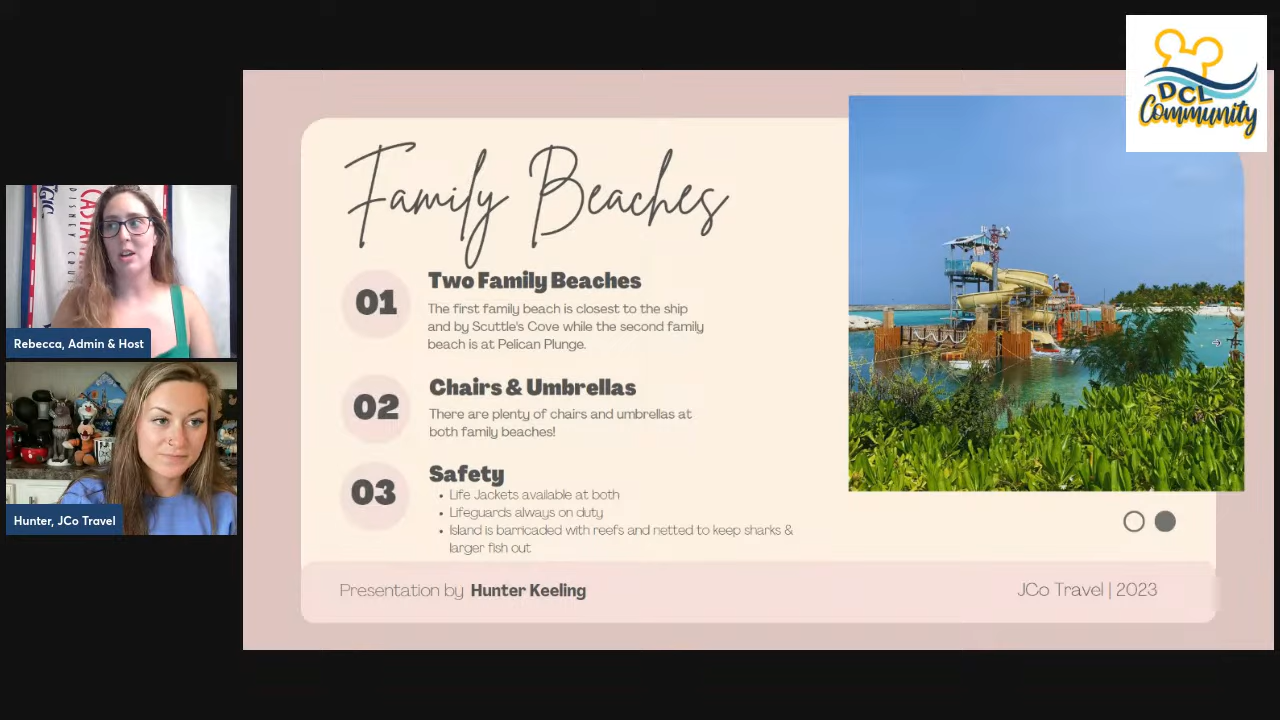 DCL
Community
Family Beaches
01
Two Family Beaches
The first family beach is closest to the ship
and by Scuttle's Cove while the second family
beach is at Pelican Plunge.
02
Chairs & Umbrellas
There are plenty of chairs and umbrellas at
both family beaches!
03
Safety
• Life Jackets available at both
• Lifeguards always on duty
• Island is barricaded with reefs and netted to keep sharks &
larger fish out
Presentation by Hunter Keeling
JCo Travel | 2023
Rebecca, Admin & Host
Hunter, JCo Travel